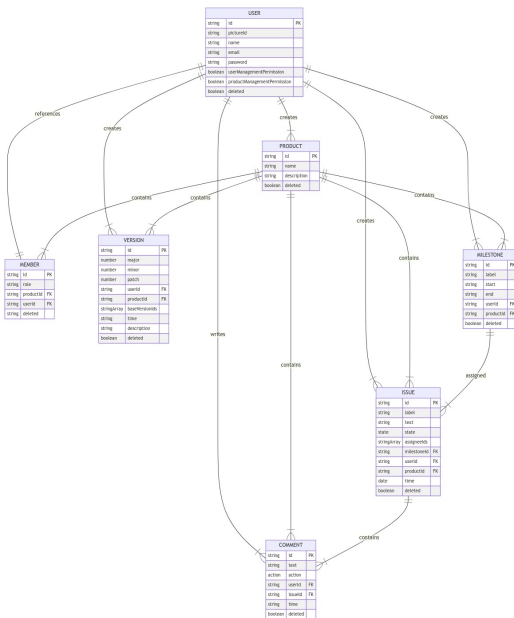 USER
string id PK
string pictureId
string name
string email
string password
boolean userManagementPermission
boolean productManagementPermission
boolean deleted
references
creates
creates
creates
PRODUCT
string id PK
string name
string description
boolean deleted
contains
contains
contains
creates
contains
VERSION
string id PK
number major
number minor
number patch
string userId FK
string productId FK
stringArray baseVersionIds
string time
string description
boolean deleted
MEMBER
string id PK
string role
string productId FK
string userId FK
string deleted
MILESTONE
string id PK
string label
string start
string end
string userId FK
string productId FK
boolean deleted
writes
contains
assigned
ISSUE
string id PK
string label
string text
state state
stringArray assigneeIds
string milestoneId FK
string userId FK
string productId FK
date time
boolean deleted
contains
COMMENT
string id PK
string text
action action
string userId FK
string issueId FK
string time
boolean deleted